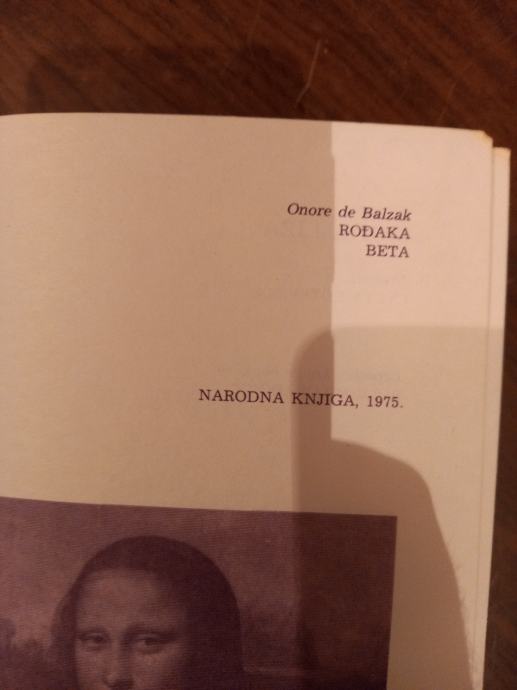 Onore de Balzak
ROĐAKA
BETA
NARODNA KNJIGA, 1975.